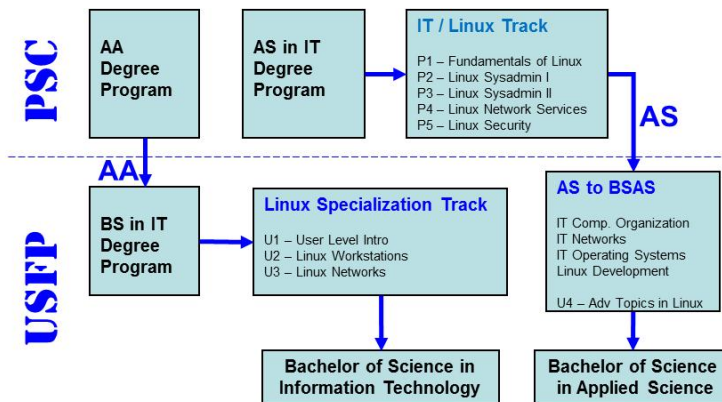 PSC
AA
Degree
Program
AS in IT
Degree
Program
IT / Linux Track
P1 – Fundamentals of Linux
P2 – Linux Sysadmin I
P3 – Linux Sysadmin II
P4 – Linux Network Services
P5 – Linux Security
AS
AA
USFP
BS in IT
Degree
Program
Linux Specialization Track
U1 – User Level Intro
U2 – Linux Workstations
U3 – Linux Networks
AS to BSAS
IT Comp. Organization
IT Networks
IT Operating Systems
Linux Development
U4 – Adv Topics in Linux
Bachelor of Science in
Information Technology
Bachelor of Science
in Applied Science